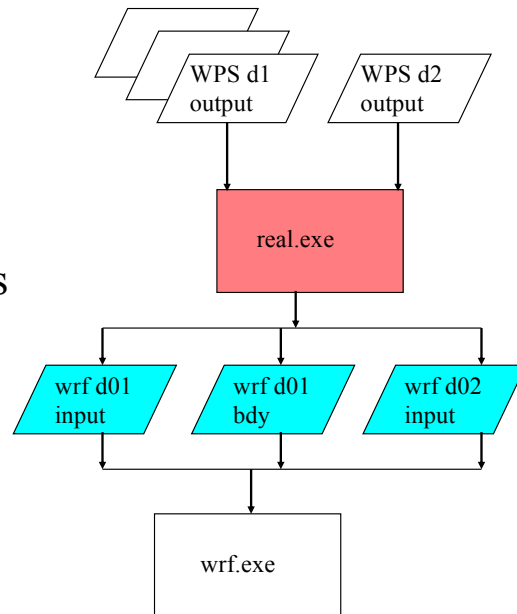 WPS d1
output
WPS d2
output
real.exe
s
wrf d01
input
wrf d01
bdy
wrf d02
input
wrf.exe